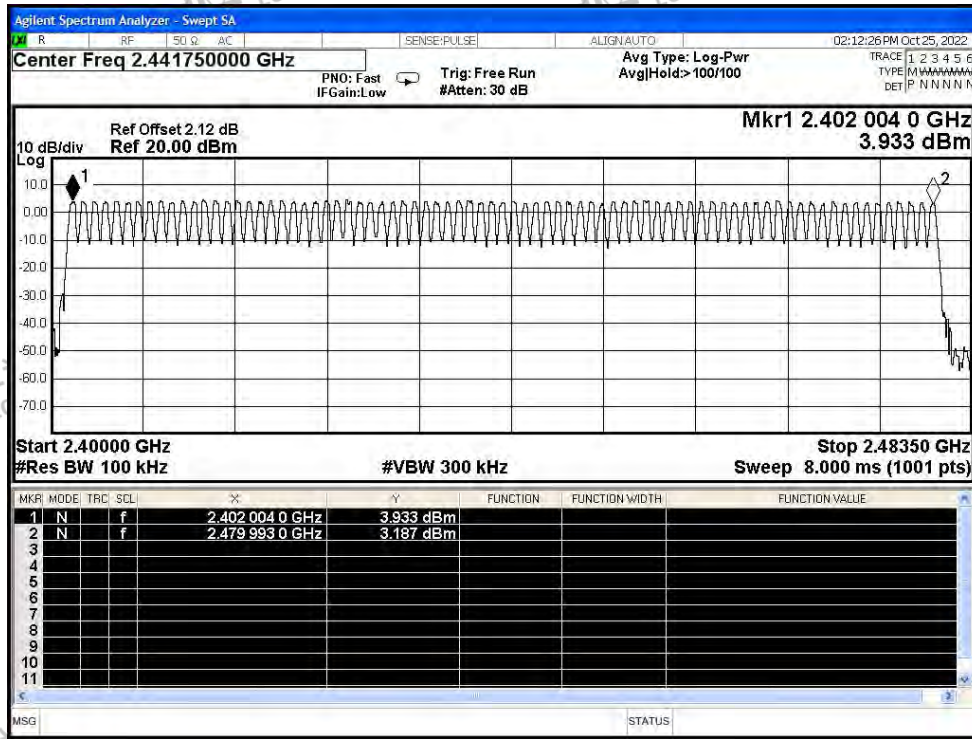 Agilent Spectrum Analyzer - Swept SA
LXI R RF 50 Ω AC SENSE:PULSE ALIGN AUTO 02:12:26 PM Oct 25, 2022
Center Freq 2.441750000 GHz
PNO: Fast
IFGain:Low
Trig: Free Run
#Atten: 30 dB
Avg Type: Log-Pwr
Avg|Hold:>100/100
TRACE 1 2 3 4 5 6
TYPE M
DET P N N N N N
Mkr1 2.402 004 0 GHz
3.933 dBm
Ref Offset 2.12 dB
10 dB/div Ref 20.00 dBm
Log
1
2
10.0
0.00
-10.0
-20.0
-30.0
-40.0
-50.0
-60.0
-70.0
Start 2.40000 GHz Stop 2.48350 GHz
#Res BW 100 kHz #VBW 300 kHz Sweep 8.000 ms (1001 pts)
MKR MODE TRC SCL X Y FUNCTION FUNCTION WIDTH FUNCTION VALUE
1 N f 2.402 004 0 GHz 3.933 dBm
2 N f 2.479 993 0 GHz 3.187 dBm
3
4
5
6
7
8
9
10
11
MSG STATUS